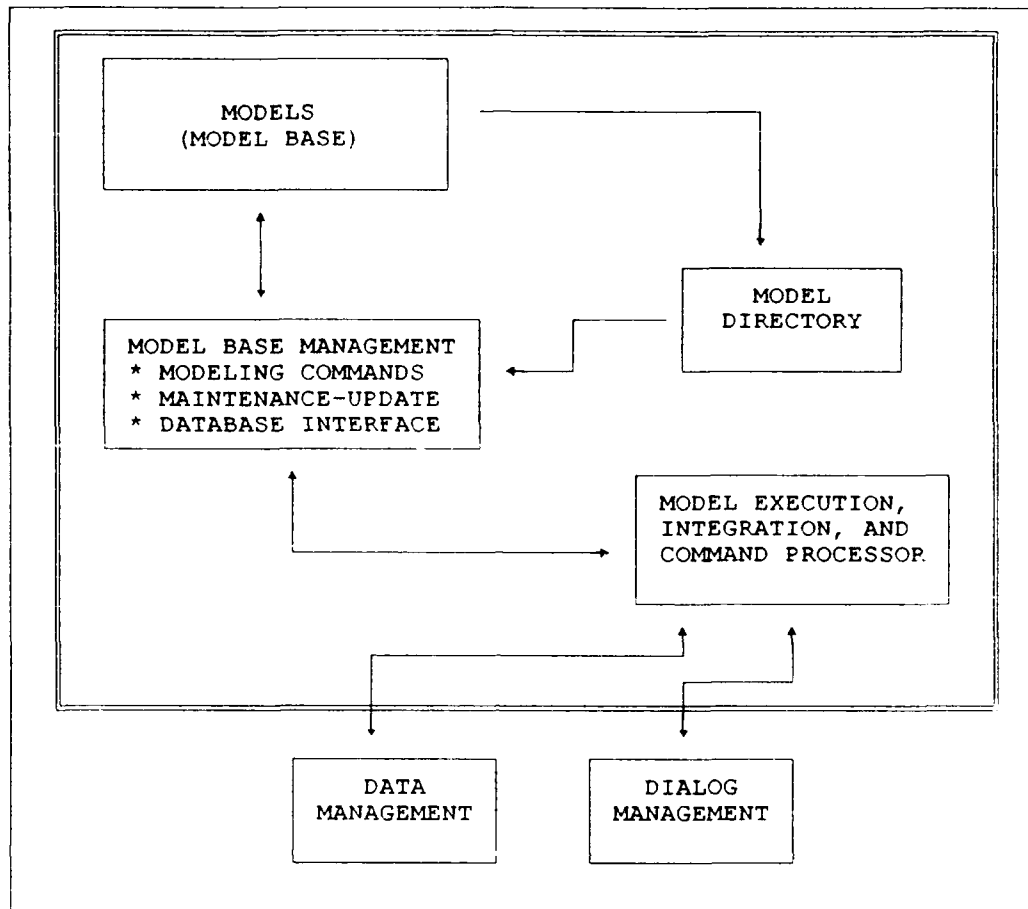 MODELS
(MODEL BASE)
MODEL
DIRECTORY
MODEL BASE MANAGEMENT
* MODELING COMMANDS
* MAINTENANCE-UPDATE
* DATABASE INTERFACE
MODEL EXECUTION,
INTEGRATION, AND
COMMAND PROCESSOR
DATA
MANAGEMENT
DIALOG
MANAGEMENT